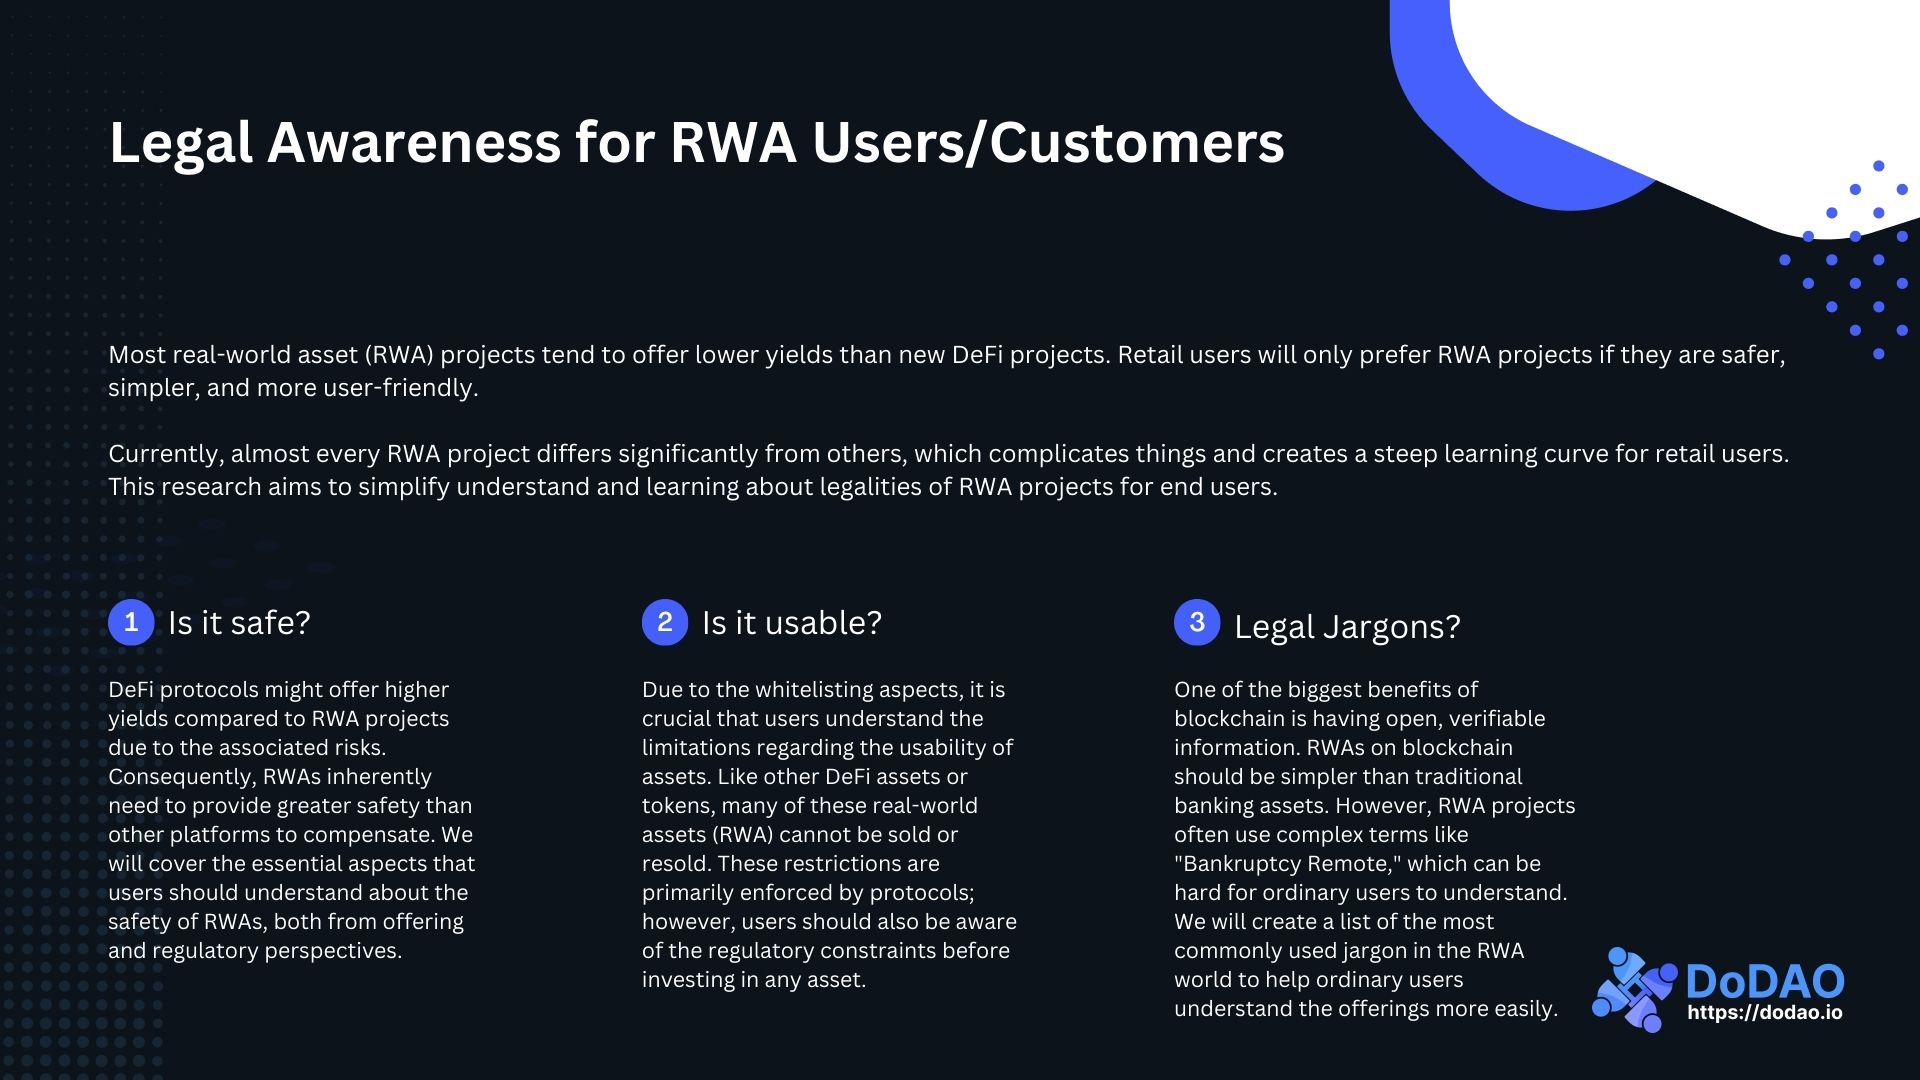 Legal Awareness for RWA Users/Customers
Most real-world asset (RWA) projects tend to offer lower yields than new DeFi projects. Retail users will only prefer RWA projects if they are safer,
simpler, and more user-friendly.
Currently, almost every RWA project differs significantly from others, which complicates things and creates a steep learning curve for retail users.
This research aims to simplify understand and learning about legalities of RWA projects for end users.
1 Is it safe?
DeFi protocols might offer higher
yields compared to RWA projects
due to the associated risks.
Consequently, RWAs inherently
need to provide greater safety than
other platforms to compensate. We
will cover the essential aspects that
users should understand about the
safety of RWAs, both from offering
and regulatory perspectives.
2 Is it usable?
Due to the whitelisting aspects, it is
crucial that users understand the
limitations regarding the usability of
assets. Like other DeFi assets or
tokens, many of these real-world
assets (RWA) cannot be sold or
resold. These restrictions are
primarily enforced by protocols;
however, users should also be aware
of the regulatory constraints before
investing in any asset.
3 Legal Jargons?
One of the biggest benefits of
blockchain is having open, verifiable
information. RWAs on blockchain
should be simpler than traditional
banking assets. However, RWA projects
often use complex terms like
"Bankruptcy Remote," which can be
hard for ordinary users to understand.
We will create a list of the most
commonly used jargon in the RWA
world to help ordinary users
understand the offerings more easily.
DoDAO
https://dodao.io